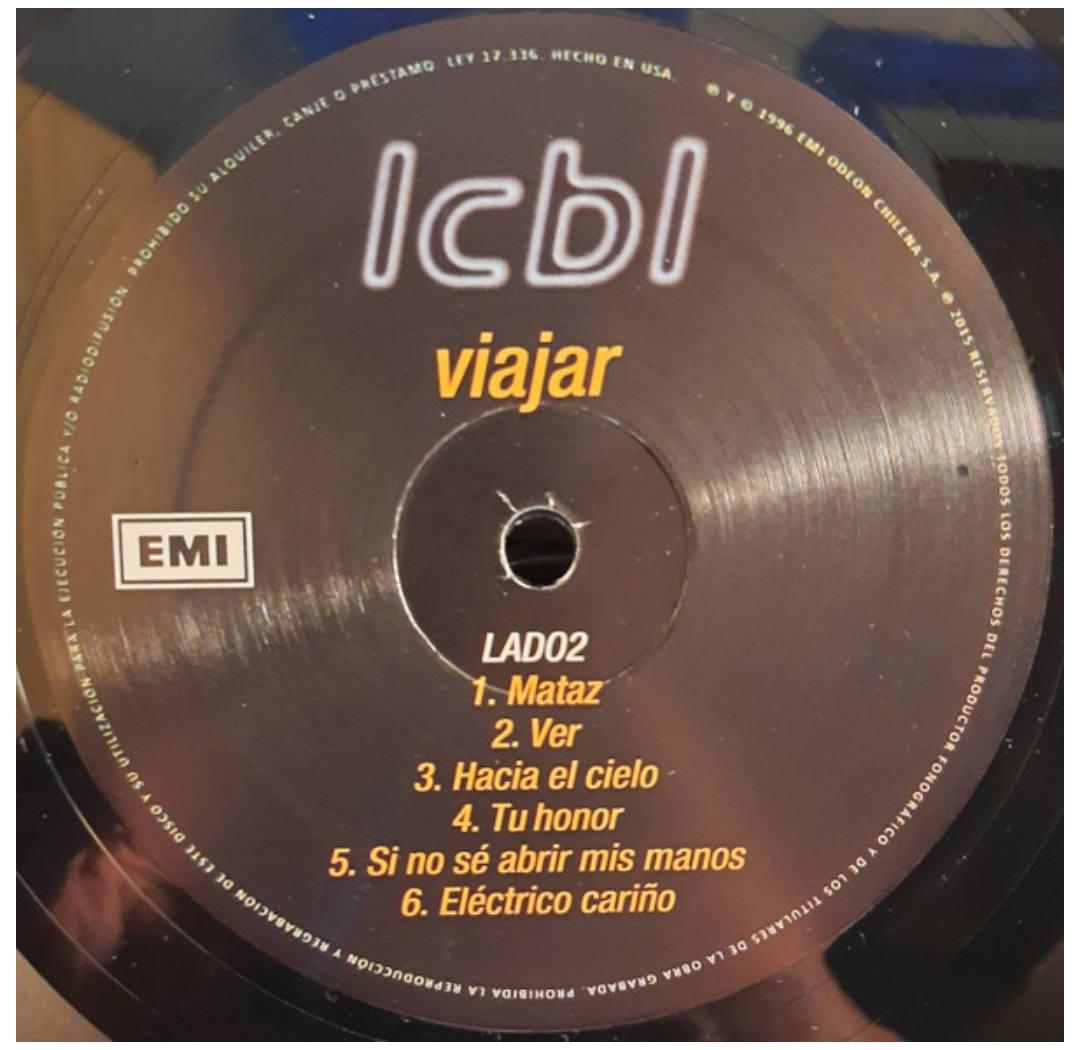 lcbl
viajar
EMI
LADO2
1. Mataz
2. Ver
3. Hacia el cielo
4. Tu honor
5. Si no sé abrir mis manos
6. Eléctrico cariño
℗ Y © 1996 EMI ODEON CHILENA S.A. ℗ 2015 RESERVADOS TODOS LOS DERECHOS DEL PRODUCTOR FONOGRÁFICO Y DE LOS TITULARES DE LA OBRA GRABADA. PROHIBIDA LA REPRODUCCIÓN Y REGRABACIÓN DE ESTE DISCO Y SU UTILIZACIÓN PARA LA EJECUCIÓN PÚBLICA Y/O RADIODIFUSIÓN. PROHIBIDO SU ALQUILER, CANJE O PRÉSTAMO. LEY 17.336. HECHO EN USA.